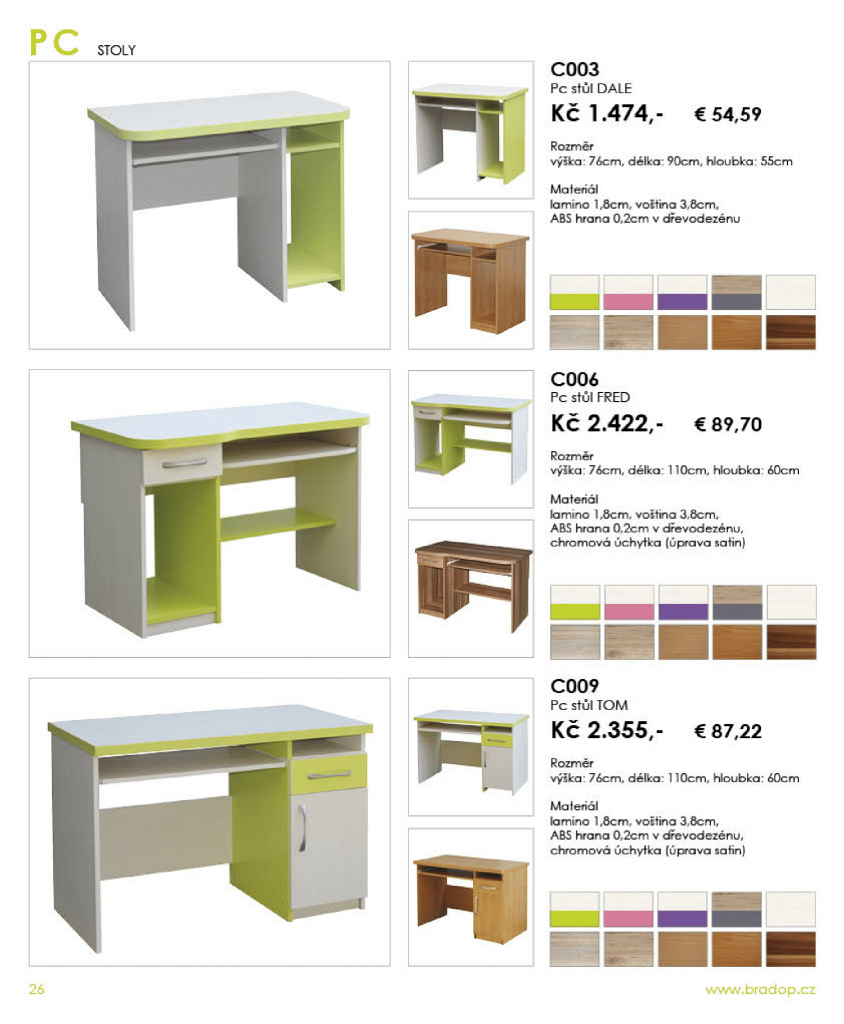 PC STOLY
C003
Pc stůl DALE
Kč 1.474,- € 54,59
Rozměr
výška: 76cm, délka: 90cm, hloubka: 55cm
Materiál
lamino 1,8cm, voština 3,8cm,
ABS hrana 0,2cm v dřevodezénu
C006
Pc stůl FRED
Kč 2.422,- € 89,70
Rozměr
výška: 76cm, délka: 110cm, hloubka: 60cm
Materiál
lamino 1,8cm, voština 3,8cm,
ABS hrana 0,2cm v dřevodezénu,
chromová úchytka (úprava satin)
C009
Pc stůl TOM
Kč 2.355,- € 87,22
Rozměr
výška: 76cm, délka: 110cm, hloubka: 60cm
Materiál
lamino 1,8cm, voština 3,8cm,
ABS hrana 0,2cm v dřevodezénu,
chromová úchytka (úprava satin)
26
www.bradop.cz